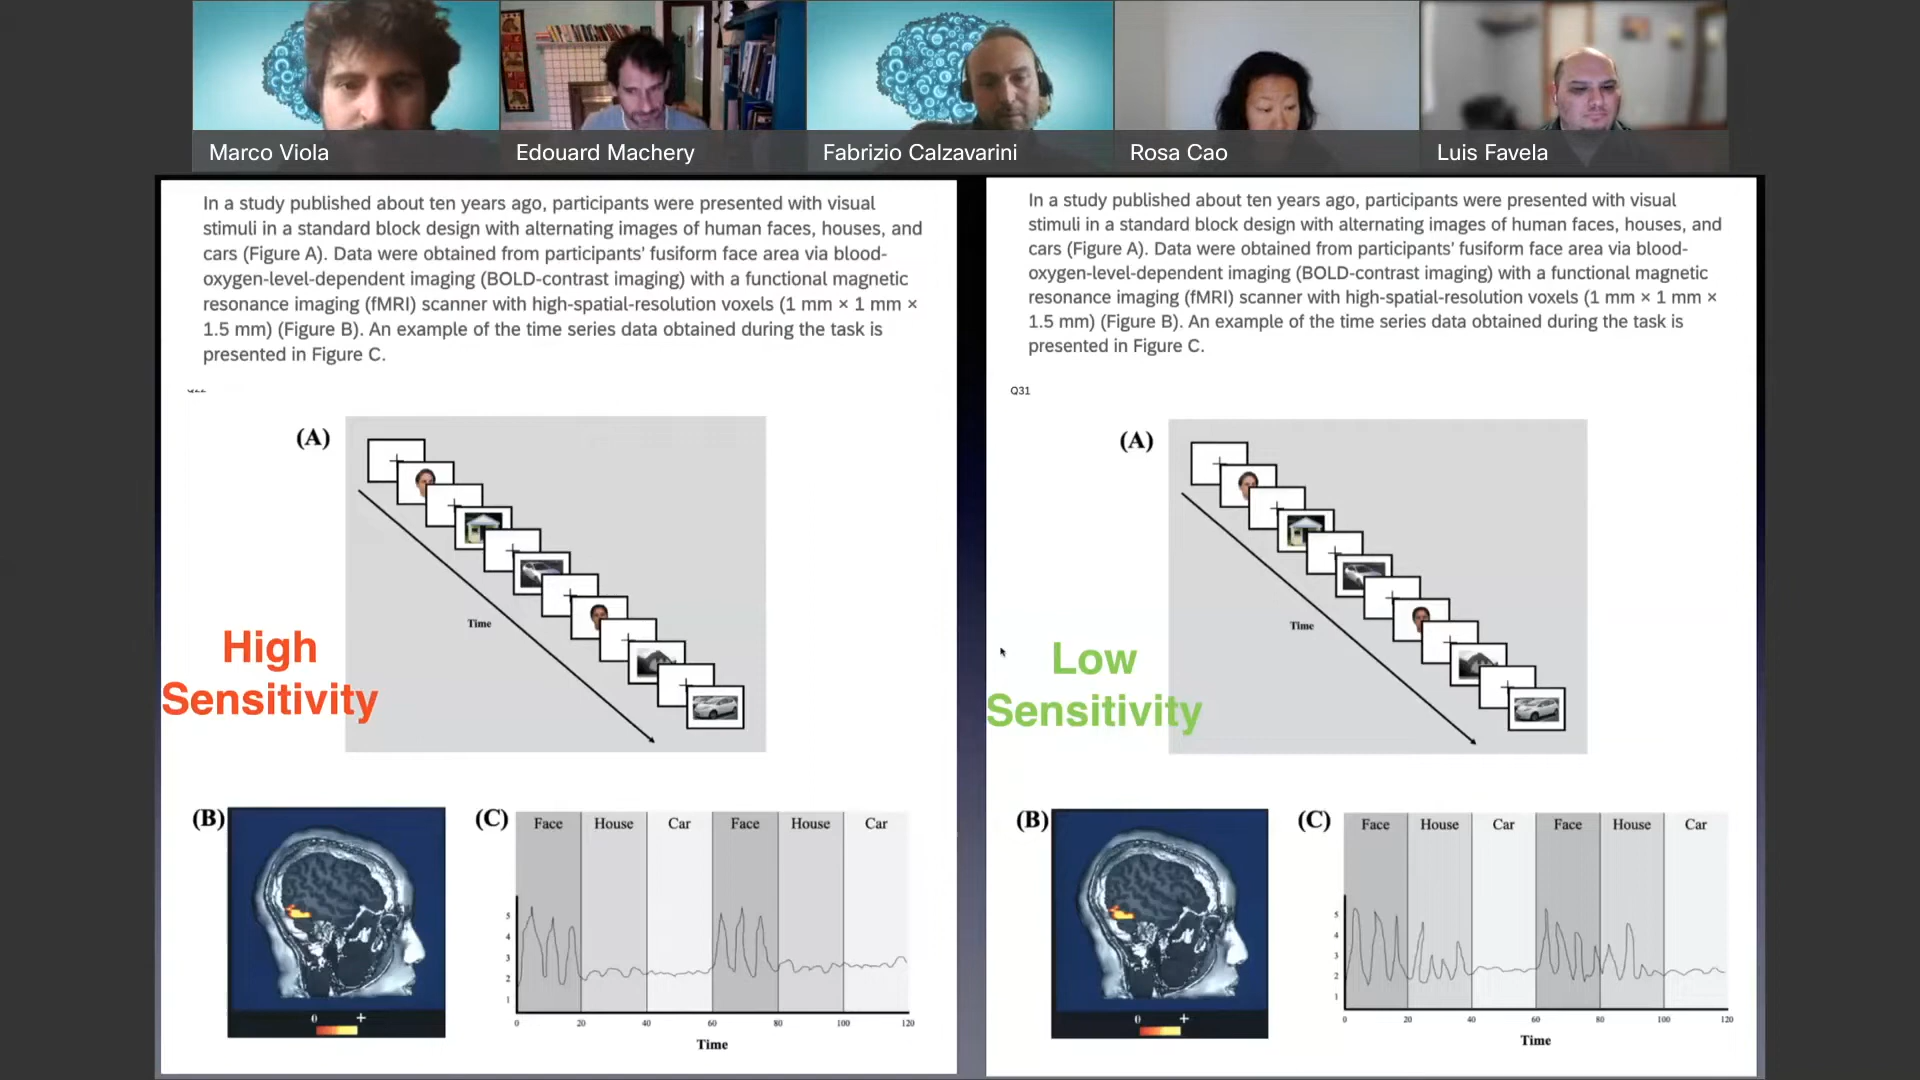 Marco Viola
Edouard Machery
Fabrizio Calzavarini
Rosa Cao
Luis Favela
In a study published about ten years ago, participants were presented with visual
stimuli in a standard block design with alternating images of human faces, houses, and
cars (Figure A). Data were obtained from participants' fusiform face area via blood-
oxygen-level-dependent imaging (BOLD-contrast imaging) with a functional magnetic
resonance imaging (fMRI) scanner with high-spatial-resolution voxels (1 mm × 1 mm ×
1.5 mm) (Figure B). An example of the time series data obtained during the task is
presented in Figure C.
(A)
Time
High
Sensitivity
(B)
0 +
(C)
Face House Car Face House Car
5
4
3
2
1
0 20 40 60 80 100 120
Time
In a study published about ten years ago, participants were presented with visual
stimuli in a standard block design with alternating images of human faces, houses, and
cars (Figure A). Data were obtained from participants' fusiform face area via blood-
oxygen-level-dependent imaging (BOLD-contrast imaging) with a functional magnetic
resonance imaging (fMRI) scanner with high-spatial-resolution voxels (1 mm × 1 mm ×
1.5 mm) (Figure B). An example of the time series data obtained during the task is
presented in Figure C.
Q31
(A)
Time
Low
Sensitivity
(B)
0 +
(C)
Face House Car Face House Car
5
4
3
2
1
0 20 40 60 80 100 120
Time